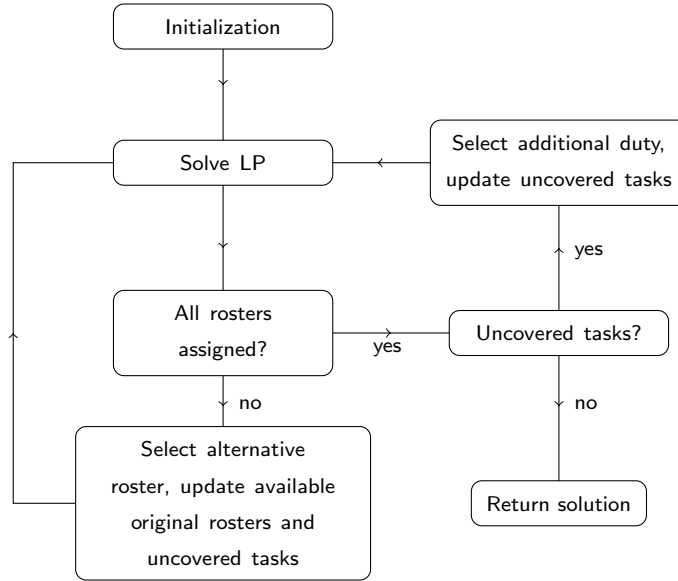 Initialization
Solve LP
Select additional duty,
update uncovered tasks
yes
All rosters
assigned?
yes
Uncovered tasks?
no
no
Select alternative
roster, update available
original rosters and
uncovered tasks
Return solution